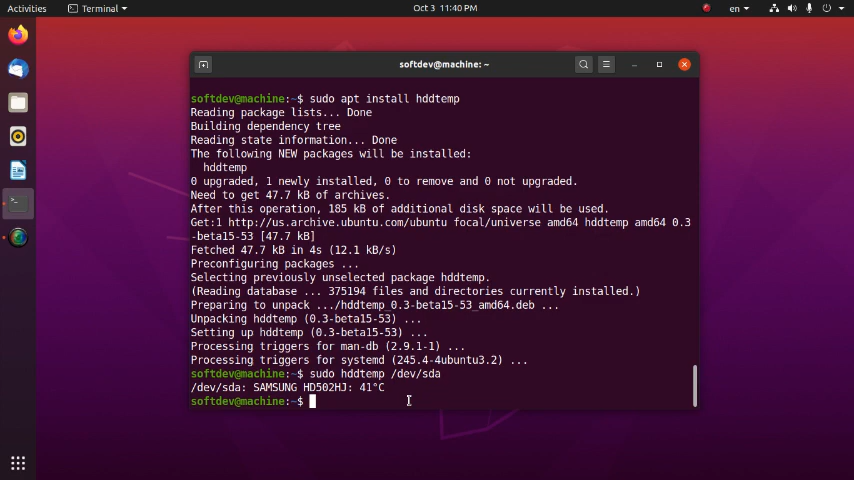 Activities
Terminal
Oct 3 11:40 PM
en
softdev@machine: ~
softdev@machine:~$ sudo apt install hddtemp
Reading package lists... Done
Building dependency tree
Reading state information... Done
The following NEW packages will be installed:
hddtemp
0 upgraded, 1 newly installed, 0 to remove and 0 not upgraded.
Need to get 47.7 kB of archives.
After this operation, 185 kB of additional disk space will be used.
Get:1 http://us.archive.ubuntu.com/ubuntu focal/universe amd64 hddtemp amd64 0.3
-beta15-53 [47.7 kB]
Fetched 47.7 kB in 4s (12.1 kB/s)
Preconfiguring packages ...
Selecting previously unselected package hddtemp.
(Reading database ... 375194 files and directories currently installed.)
Preparing to unpack .../hddtemp_0.3-beta15-53_amd64.deb ...
Unpacking hddtemp (0.3-beta15-53) ...
Setting up hddtemp (0.3-beta15-53) ...
Processing triggers for man-db (2.9.1-1) ...
Processing triggers for systemd (245.4-4ubuntu3.2) ...
softdev@machine:~$ sudo hddtemp /dev/sda
/dev/sda: SAMSUNG HD502HJ: 41°C
softdev@machine:~$